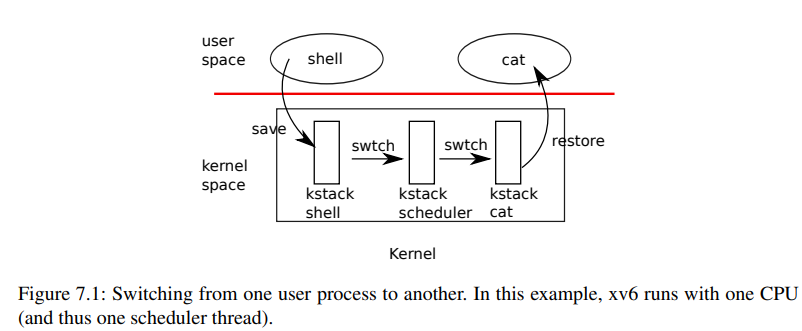 user
space
shell
cat
save
swtch
swtch
restore
kernel
space
kstack
shell
kstack
scheduler
kstack
cat
Kernel
Figure 7.1: Switching from one user process to another. In this example, xv6 runs with one CPU
(and thus one scheduler thread).